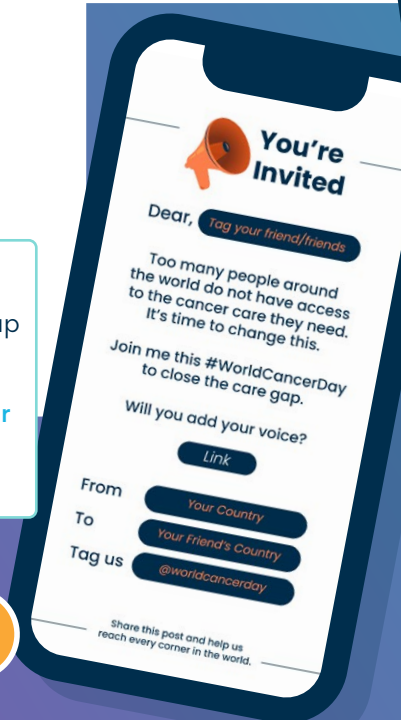 You're
Invited
Dear, Tag your friend/friends
Too many people around
the world do not have access
to the cancer care they need.
It's time to change this.
Join me this #WorldCancerDay
to close the care gap.
Will you add your voice?
Link
From Your Country
To Your Friend's Country
Tag us @worldcancerday
Share this post and help us
reach every corner in the world.